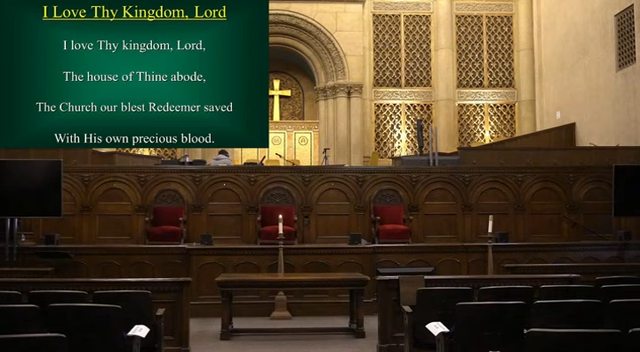 I Love Thy Kingdom, Lord
I love Thy kingdom, Lord,
The house of Thine abode,
The Church our blest Redeemer saved
With His own precious blood.